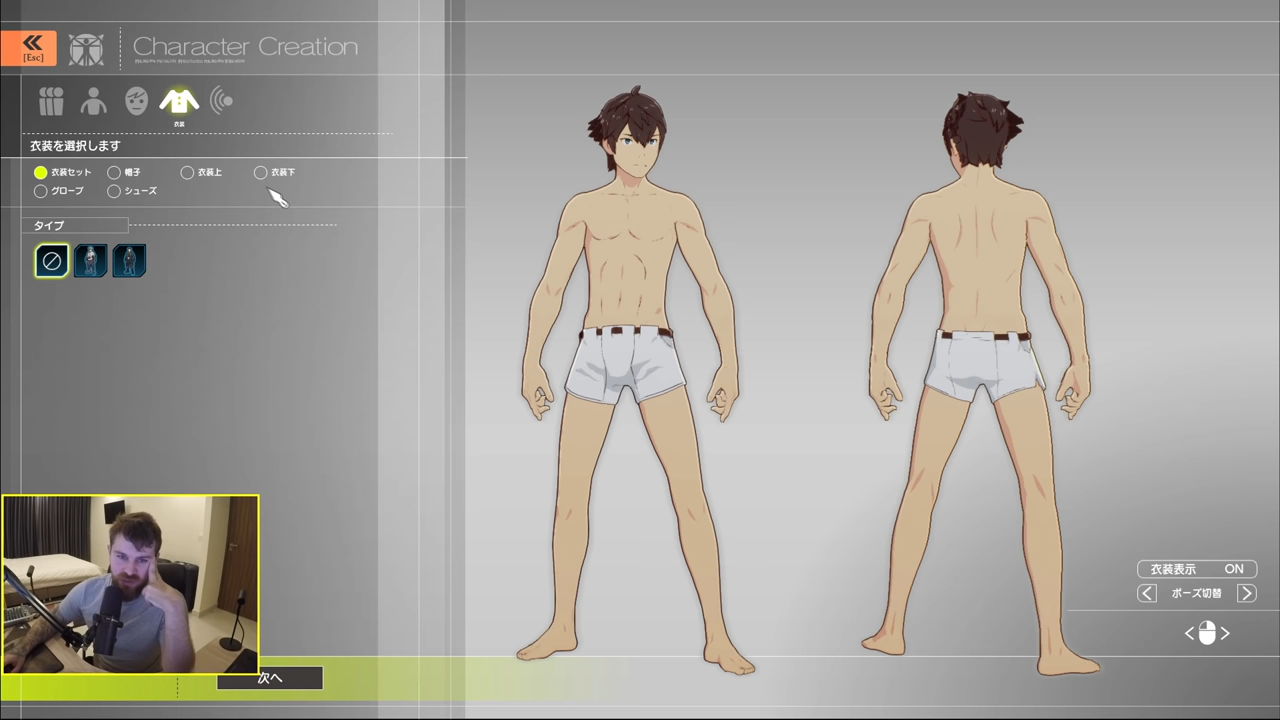 [Esc]
Character Creation
衣装
衣装を選択します
衣装セット
帽子
衣装上
衣装下
グローブ
シューズ
タイプ
衣装表示 ON
ポーズ切替
次へ